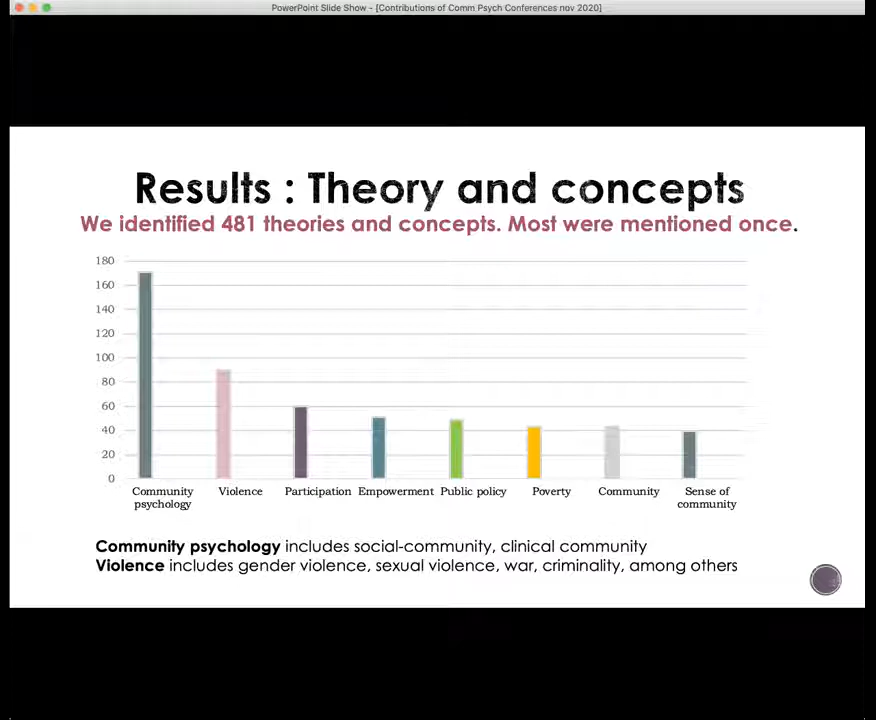 PowerPoint Slide Show - [Contributions of Comm Psych Conferences nov 2020]
Results : Theory and concepts
We identified 481 theories and concepts. Most were mentioned once.
180
160
140
120
100
80
60
40
20
0
Community psychology
Violence
Participation
Empowerment
Public policy
Poverty
Community
Sense of community
Community psychology includes social-community, clinical community
Violence includes gender violence, sexual violence, war, criminality, among others